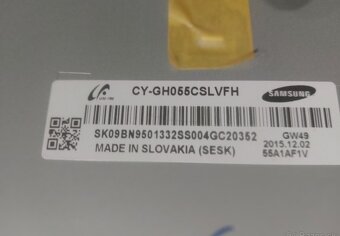 CY-GH055CSLVFH
SAMSUNG
SK09BN9501332SS004GC20352
GW49
MADE IN SLOVAKIA (SESK)
2015.12.02
55A1AF1V